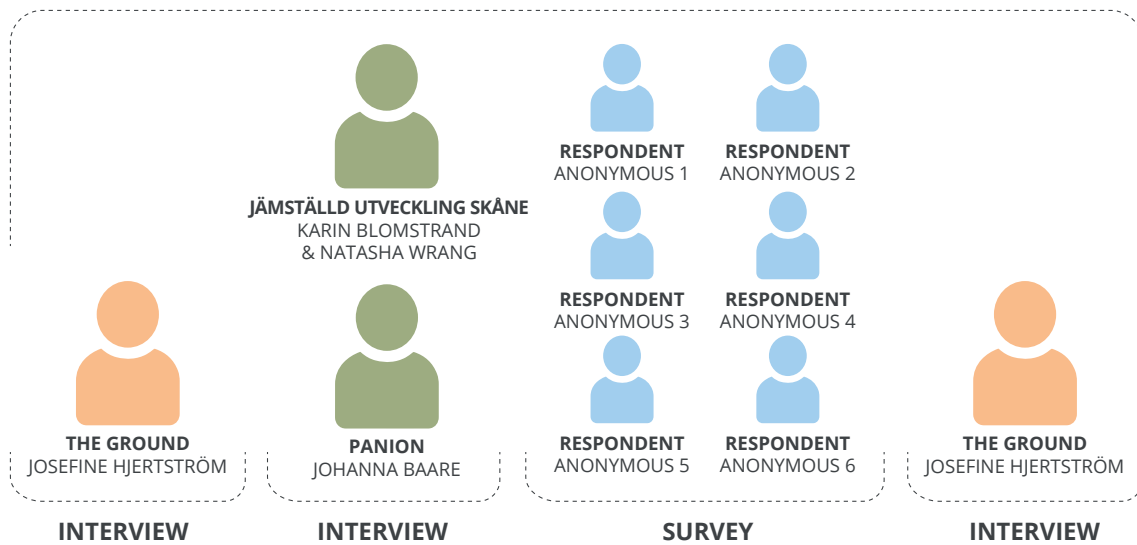 THE GROUND
JOSEFINE HJERTSTRÖM
INTERVIEW
JÄMSTÄLLD UTVECKLING SKÅNE
KARIN BLOMSTRAND
& NATASHA WRANG
PANION
JOHANNA BAARE
INTERVIEW
RESPONDENT
ANONYMOUS 1
RESPONDENT
ANONYMOUS 2
RESPONDENT
ANONYMOUS 3
RESPONDENT
ANONYMOUS 4
RESPONDENT
ANONYMOUS 5
RESPONDENT
ANONYMOUS 6
SURVEY
THE GROUND
JOSEFINE HJERTSTRÖM
INTERVIEW